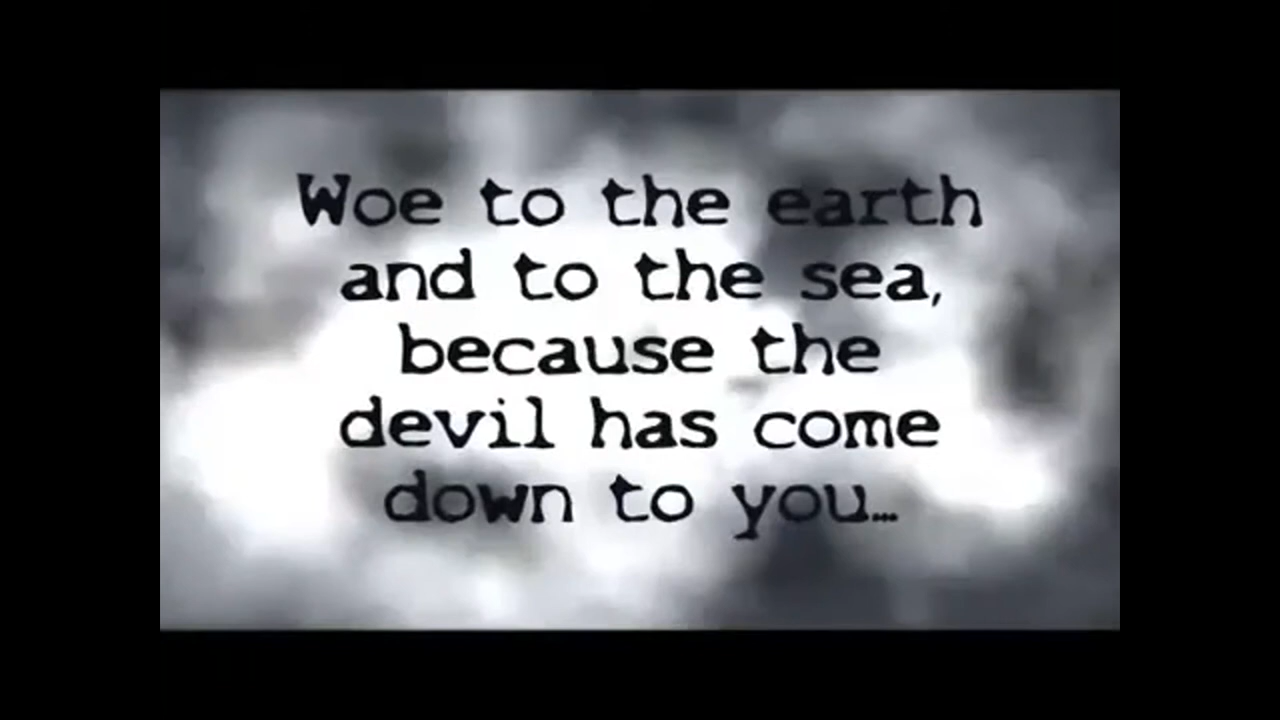 Woe to the earth
and to the sea,
because the
devil has come
down to you...